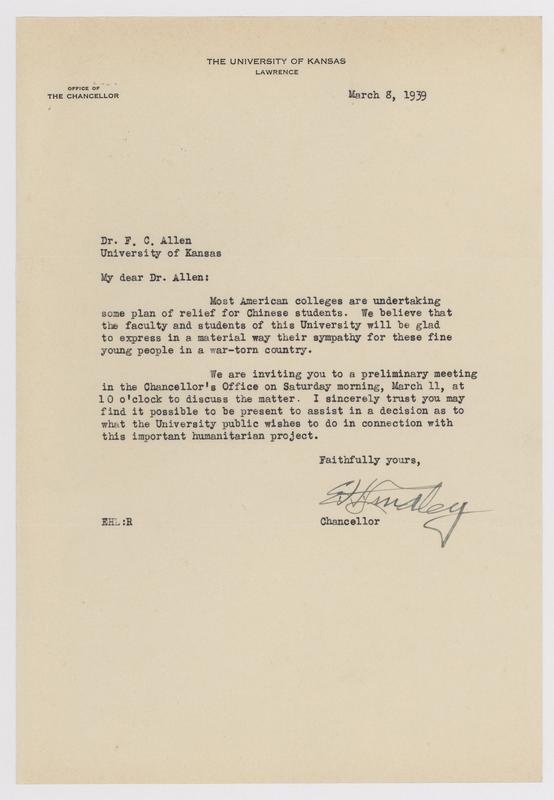 THE UNIVERSITY OF KANSAS
LAWRENCE
OFFICE OF
THE CHANCELLOR
March 8, 1939
Dr. F. C. Allen
University of Kansas
My dear Dr. Allen:
Most American colleges are undertaking
some plan of relief for Chinese students. We believe that
the faculty and students of this University will be glad
to express in a material way their sympathy for these fine
young people in a war-torn country.
We are inviting you to a preliminary meeting
in the Chancellor's Office on Saturday morning, March 11, at
10 o'clock to discuss the matter. I sincerely trust you may
find it possible to be present to assist in a decision as to
what the University public wishes to do in connection with
this important humanitarian project.
Faithfully yours,
E H Lindley
EHL:R
Chancellor